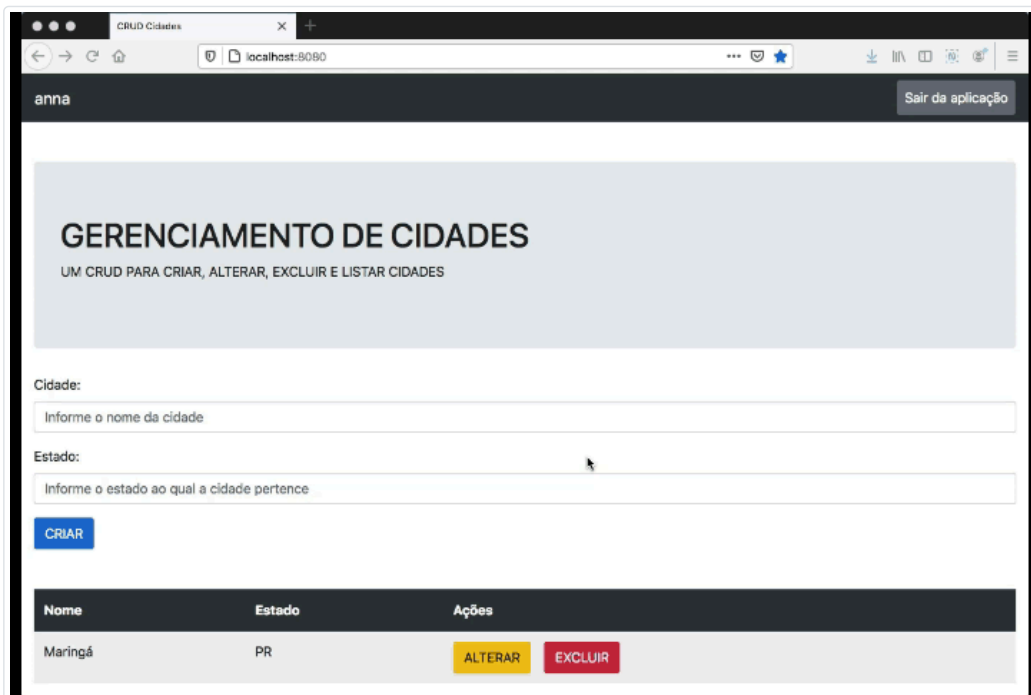 CRUD Cidades
localhost:8080
anna
Sair da aplicação
GERENCIAMENTO DE CIDADES
UM CRUD PARA CRIAR, ALTERAR, EXCLUIR E LISTAR CIDADES
Cidade:
Informe o nome da cidade
Estado:
Informe o estado ao qual a cidade pertence
CRIAR
Nome Estado Ações
Maringá PR ALTERAR EXCLUIR